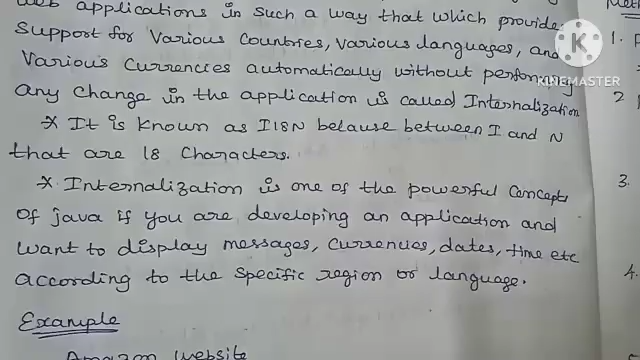 web applications in such a way that which provides
Support for Various Countries, Various languages, and
Various Currencies automatically without performing
any Change in the application is called Internalization
* It is known as I18N because between I and N
that are 18 Characters.
* Internalization is one of the powerful Concepts
Of java if you are developing an application and
want to display messages, Currencies, dates, time etc
according to the specific region or language.
Example
Amazon website
1.
2
3.
4.
KINEMASTER